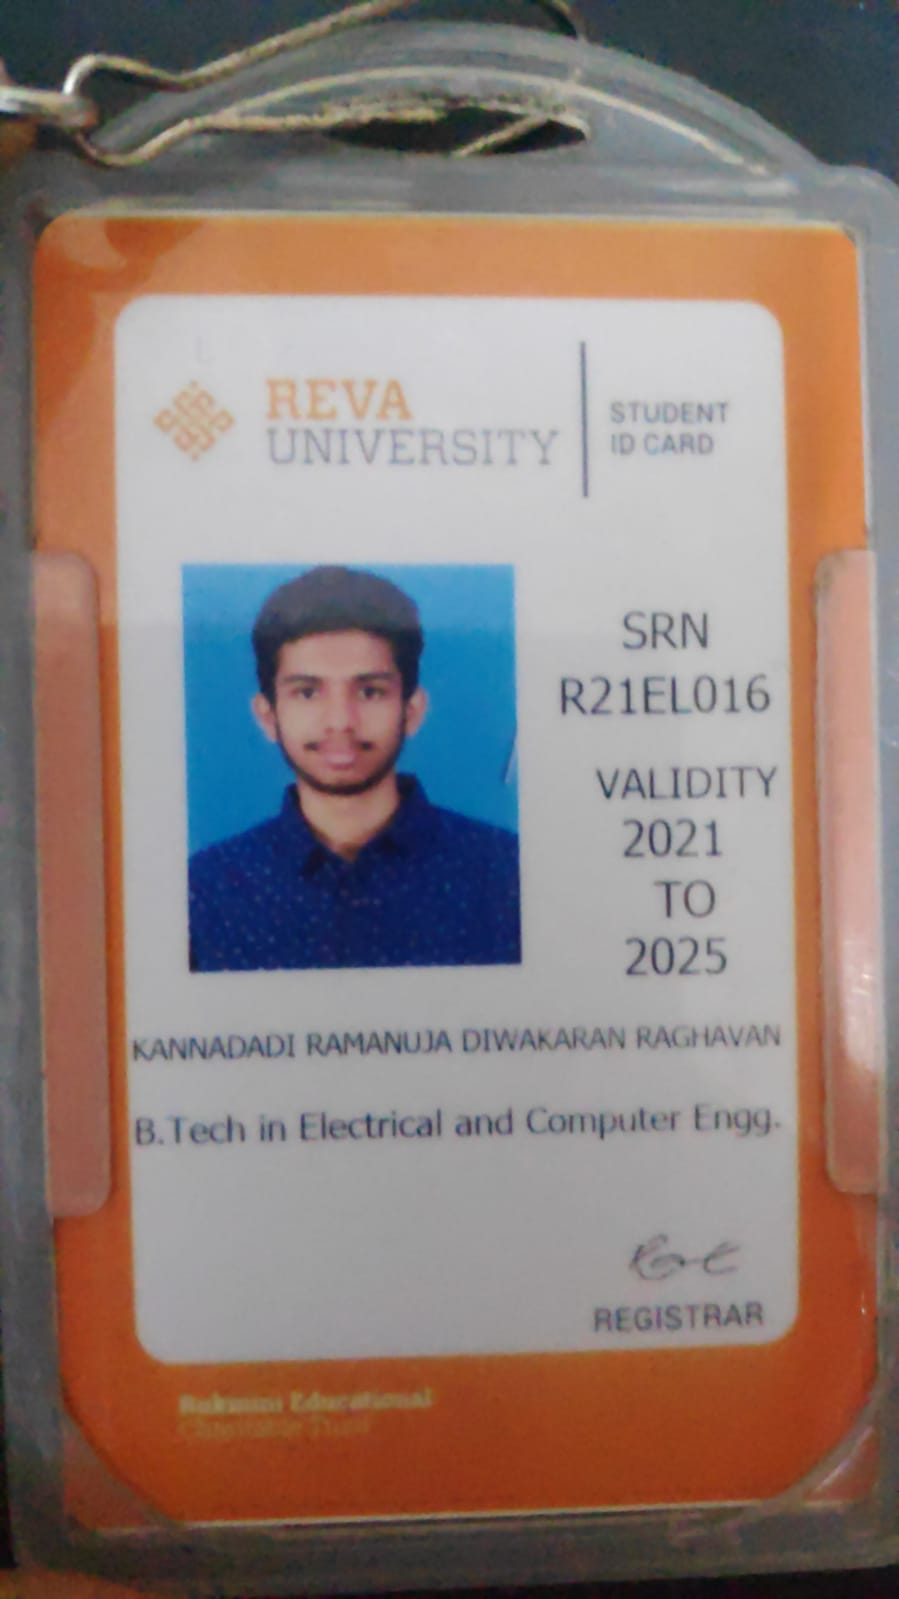 REVA
UNIVERSITY
STUDENT
ID CARD
SRN
R21EL016
VALIDITY
2021
TO
2025
KANNADADI RAMANUJA DIWAKARAN RAGHAVAN
B.Tech in Electrical and Computer Engg.
REGISTRAR
Rukmini Educational
Charitable Trust